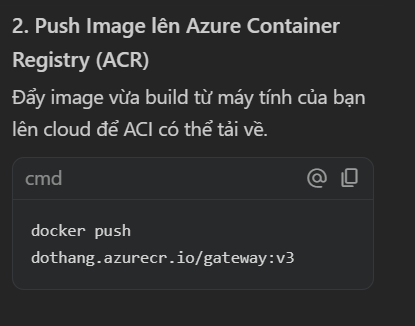 2. Push Image lên Azure Container
Registry (ACR)
Đẩy image vừa build từ máy tính của bạn
lên cloud để ACI có thể tải về.
cmd
docker push
dothang.azurecr.io/gateway:v3